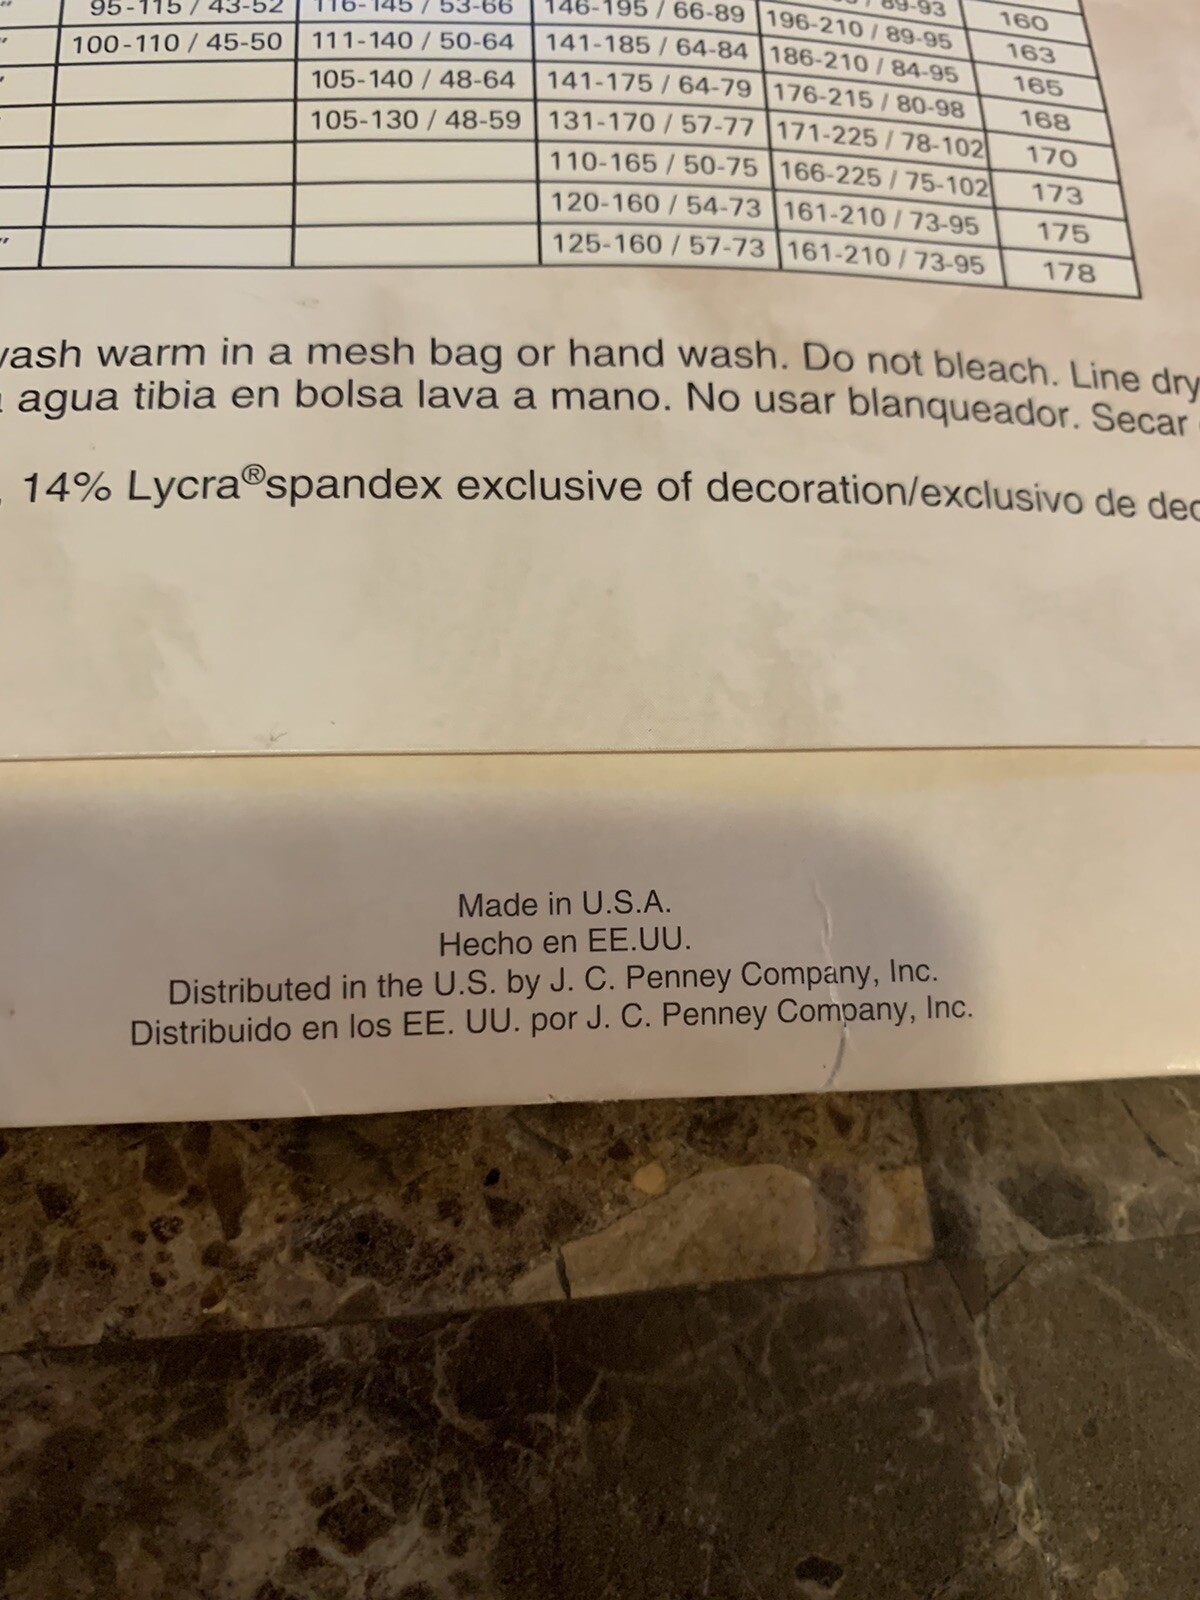 95-115 / 43-52 116-145 / 53-66 146-195 / 66-89 89-93 160
100-110 / 45-50 111-140 / 50-64 141-185 / 64-84 196-210 / 89-95 163
105-140 / 48-64 141-175 / 64-79 186-210 / 84-95 165
105-130 / 48-59 131-170 / 57-77 176-215 / 80-98 168
110-165 / 50-75 171-225 / 78-102 170
120-160 / 54-73 166-225 / 75-102 173
125-160 / 57-73 161-210 / 73-95 175
161-210 / 73-95 178
warm in a mesh bag or hand wash. Do not bleach. Line dry
agua tibia en bolsa lava a mano. No usar blanqueador. Secar
14% Lycra®spandex exclusive of decoration/exclusivo de
Made in U.S.A.
Hecho en EE.UU.
Distributed in the U.S. by J. C. Penney Company, Inc.
Distribuido en los EE. UU. por J. C. Penney Company, Inc.